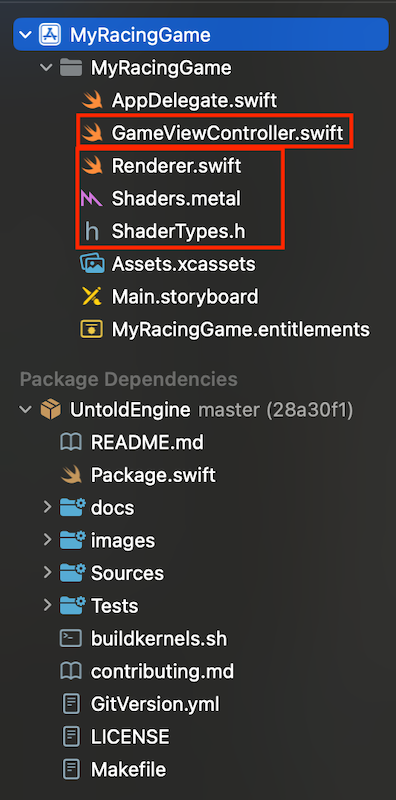 MyRacingGame
MyRacingGame
AppDelegate.swift
GameViewController.swift
Renderer.swift
Shaders.metal
ShaderTypes.h
Assets.xcassets
Main.storyboard
MyRacingGame.entitlements
Package Dependencies
UntoldEngine master (28a30f1)
README.md
Package.swift
docs
images
Sources
Tests
buildkernels.sh
contributing.md
GitVersion.yml
LICENSE
Makefile